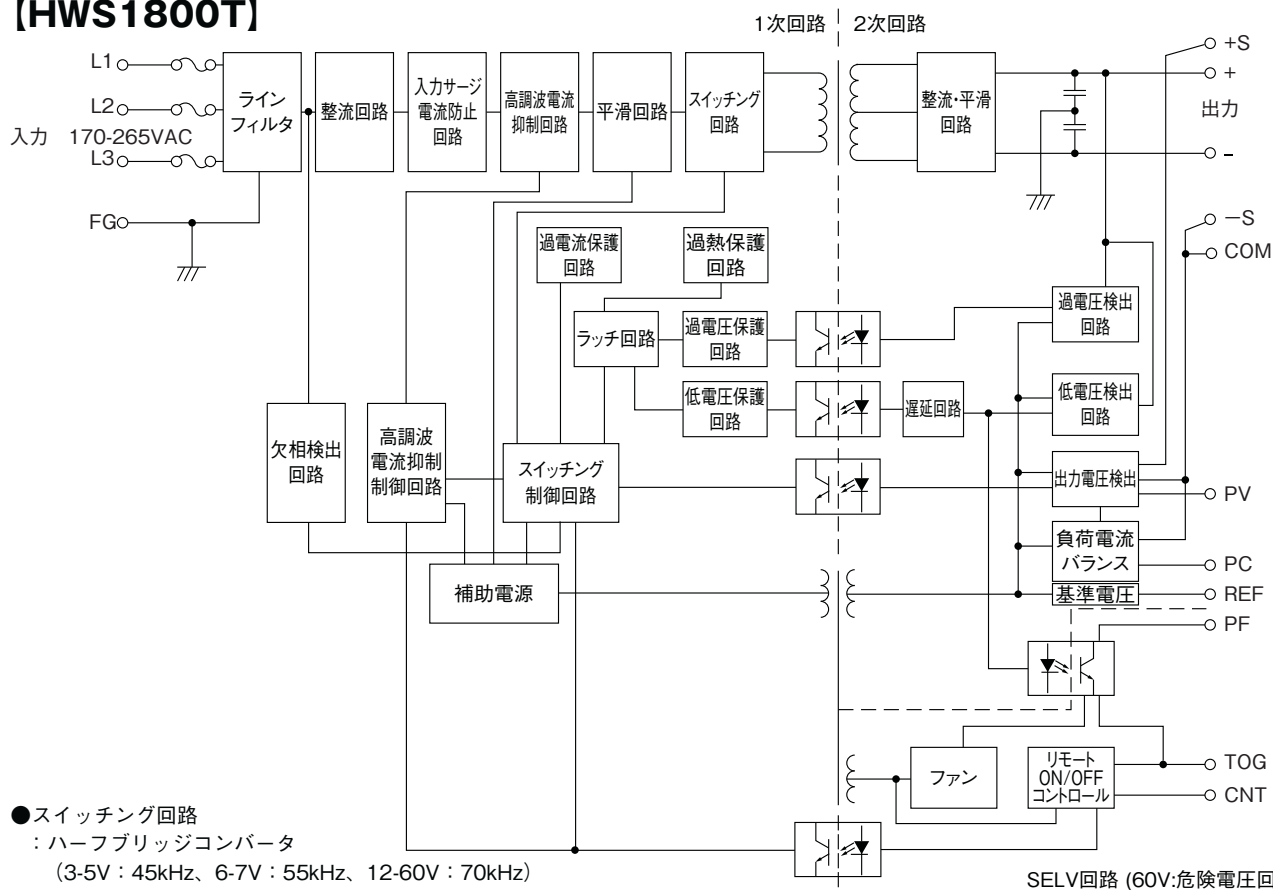 【HWS1800T】
1次回路
2次回路
L1
L2
入力 170-265VAC
L3
FG
ライン
フィルタ
整流回路
入力サージ
電流防止
回路
高調波電流
抑制回路
平滑回路
スイッチング
回路
整流・平滑
回路
+S
+
出力
-
－S
COM
過電流保護
回路
過熱保護
回路
ラッチ回路
過電圧保護
回路
過電圧検出
回路
低電圧保護
回路
遅延回路
低電圧検出
回路
欠相検出
回路
高調波
電流抑制
制御回路
スイッチング
制御回路
出力電圧検出
PV
負荷電流
バランス
PC
補助電源
基準電圧
REF
PF
ファン
リモート
ON/OFF
コントロール
TOG
CNT
●スイッチング回路
：ハーフブリッジコンバータ
（3-5V：45kHz、6-7V：55kHz、12-60V：70kHz）
SELV回路 (60V:危険電圧回